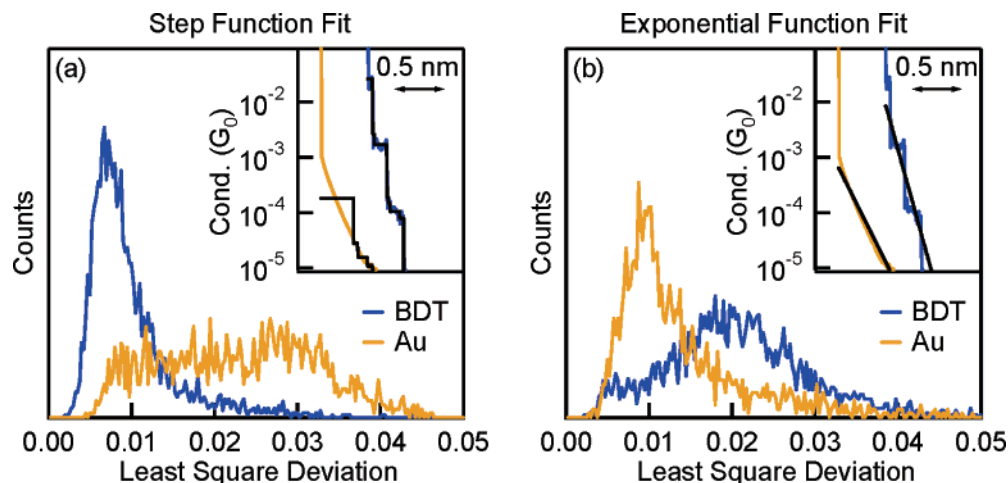 Step Function Fit
(a)
0.5 nm
Cond. (G₀)
10⁻²
10⁻³
10⁻⁴
10⁻⁵
Counts
BDT
Au
0.00 0.01 0.02 0.03 0.04 0.05
Least Square Deviation
Exponential Function Fit
(b)
0.5 nm
Cond. (G₀)
10⁻²
10⁻³
10⁻⁴
10⁻⁵
Counts
BDT
Au
0.00 0.01 0.02 0.03 0.04 0.05
Least Square Deviation